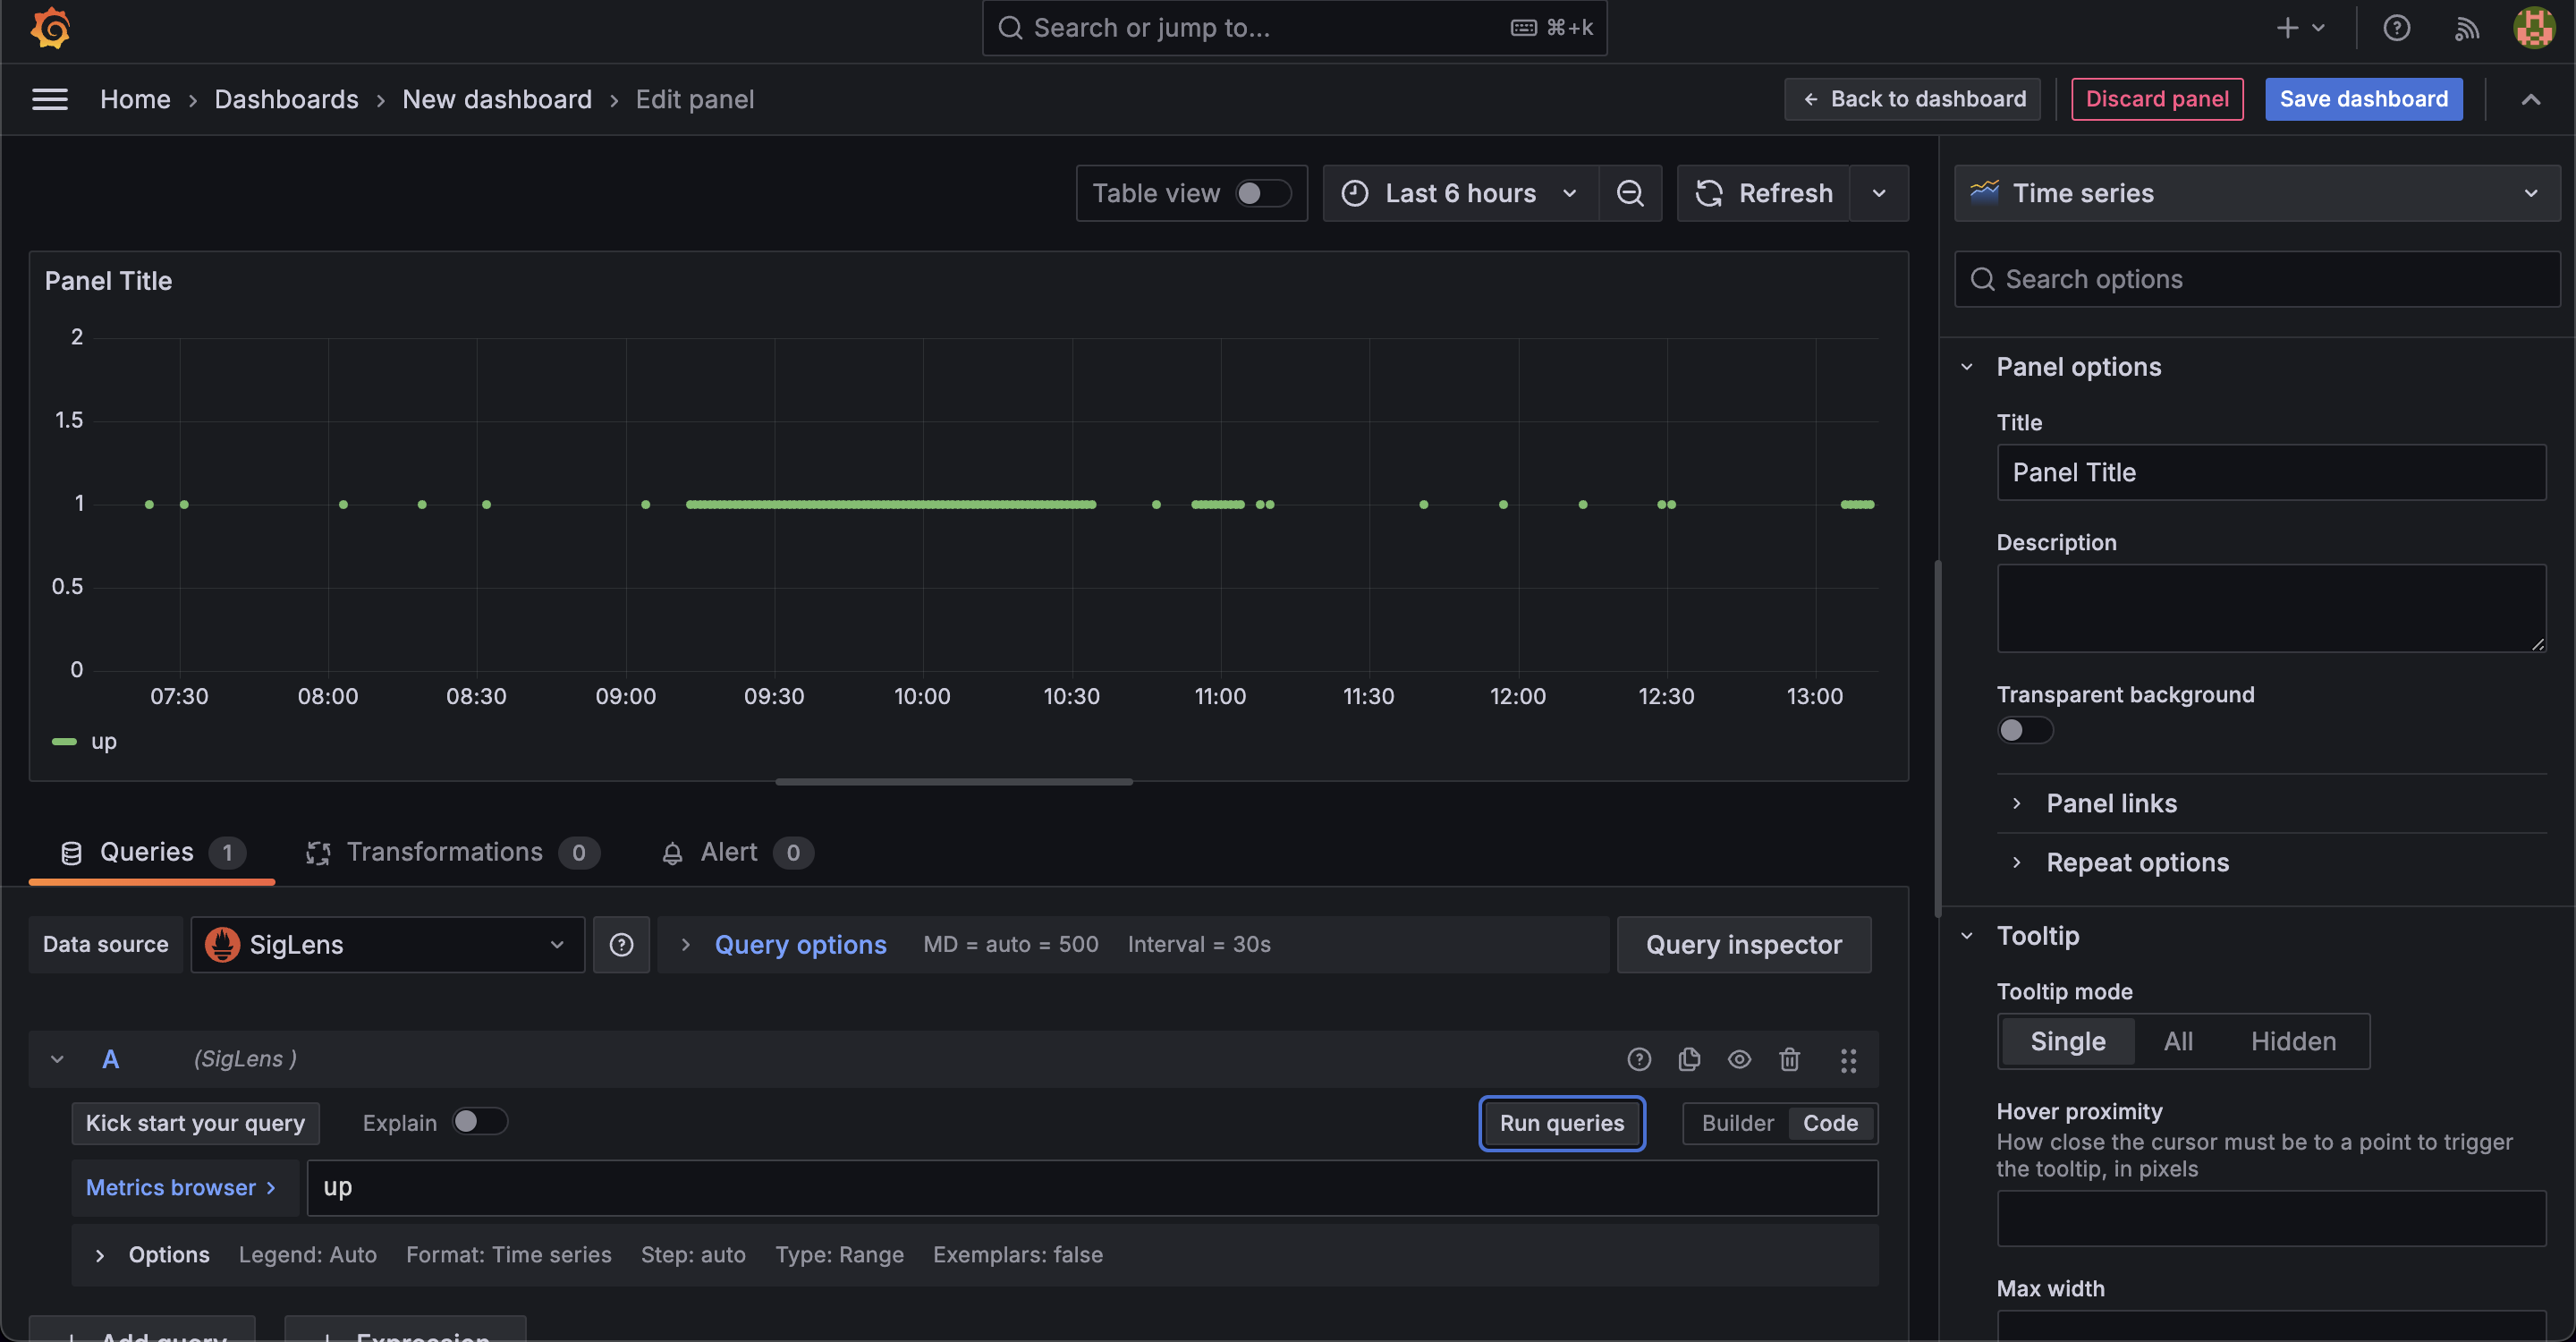 Search or jump to... ⌘+k
Home › Dashboards › New dashboard › Edit panel
← Back to dashboard
Discard panel
Save dashboard
Table view
Last 6 hours
Refresh
Panel Title
2
1.5
1
0.5
0
07:30 08:00 08:30 09:00 09:30 10:00 10:30 11:00 11:30 12:00 12:30 13:00
up
Queries 1
Transformations 0
Alert 0
Data source
SigLens
Query options MD = auto = 500 Interval = 30s
Query inspector
A (SigLens )
Kick start your query
Explain
Run queries
Builder Code
Metrics browser >
up
Options Legend: Auto Format: Time series Step: auto Type: Range Exemplars: false
+ Add query
+ Expression
Time series
Search options
Panel options
Title
Panel Title
Description
Transparent background
Panel links
Repeat options
Tooltip
Tooltip mode
Single All Hidden
Hover proximity
How close the cursor must be to a point to trigger
the tooltip, in pixels
Max width